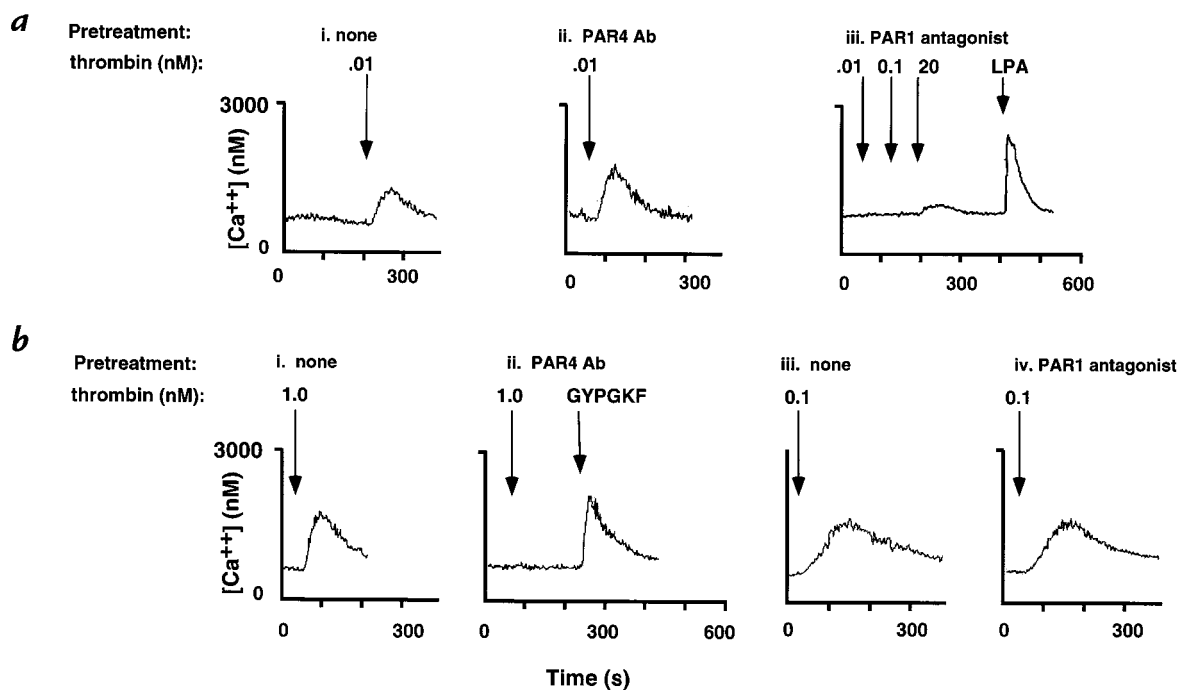 a
Pretreatment: i. none ii. PAR4 Ab iii. PAR1 antagonist
thrombin (nM): .01 .01 .01 0.1 20 LPA
3000
[Ca++] (nM)
0
0 300 0 300 0 300 600
b
Pretreatment: i. none ii. PAR4 Ab iii. none iv. PAR1 antagonist
thrombin (nM): 1.0 1.0 GYPGKF 0.1 0.1
3000
[Ca++] (nM)
0
0 300 0 300 600 0 300 0 300
Time (s)